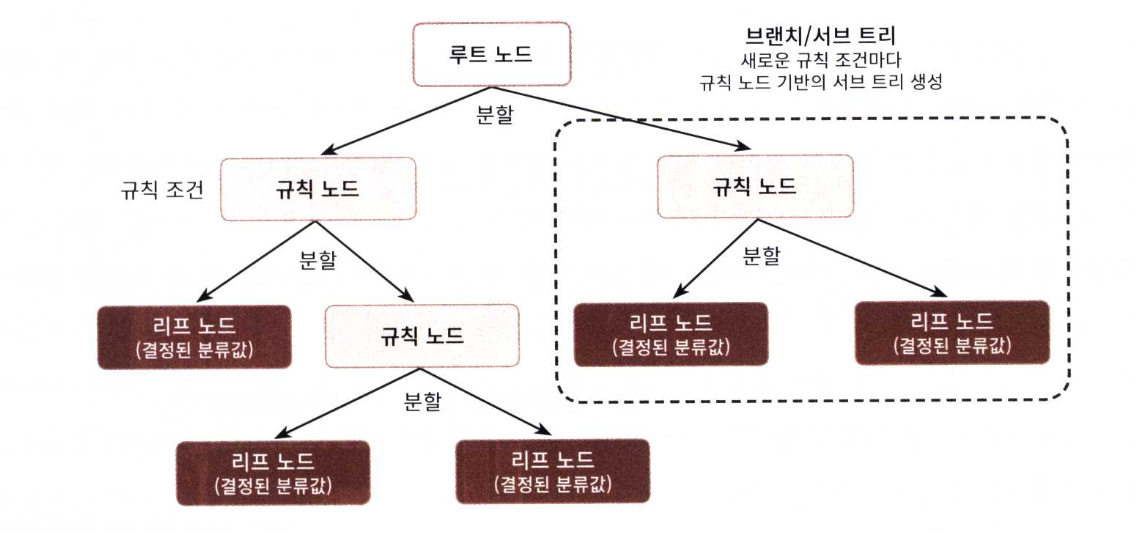 루트 노드
브랜치/서브 트리
새로운 규칙 조건마다
규칙 노드 기반의 서브 트리 생성
분할
규칙 조건
규칙 노드
규칙 노드
분할
분할
리프 노드
(결정된 분류값)
규칙 노드
리프 노드
(결정된 분류값)
리프 노드
(결정된 분류값)
분할
리프 노드
(결정된 분류값)
리프 노드
(결정된 분류값)